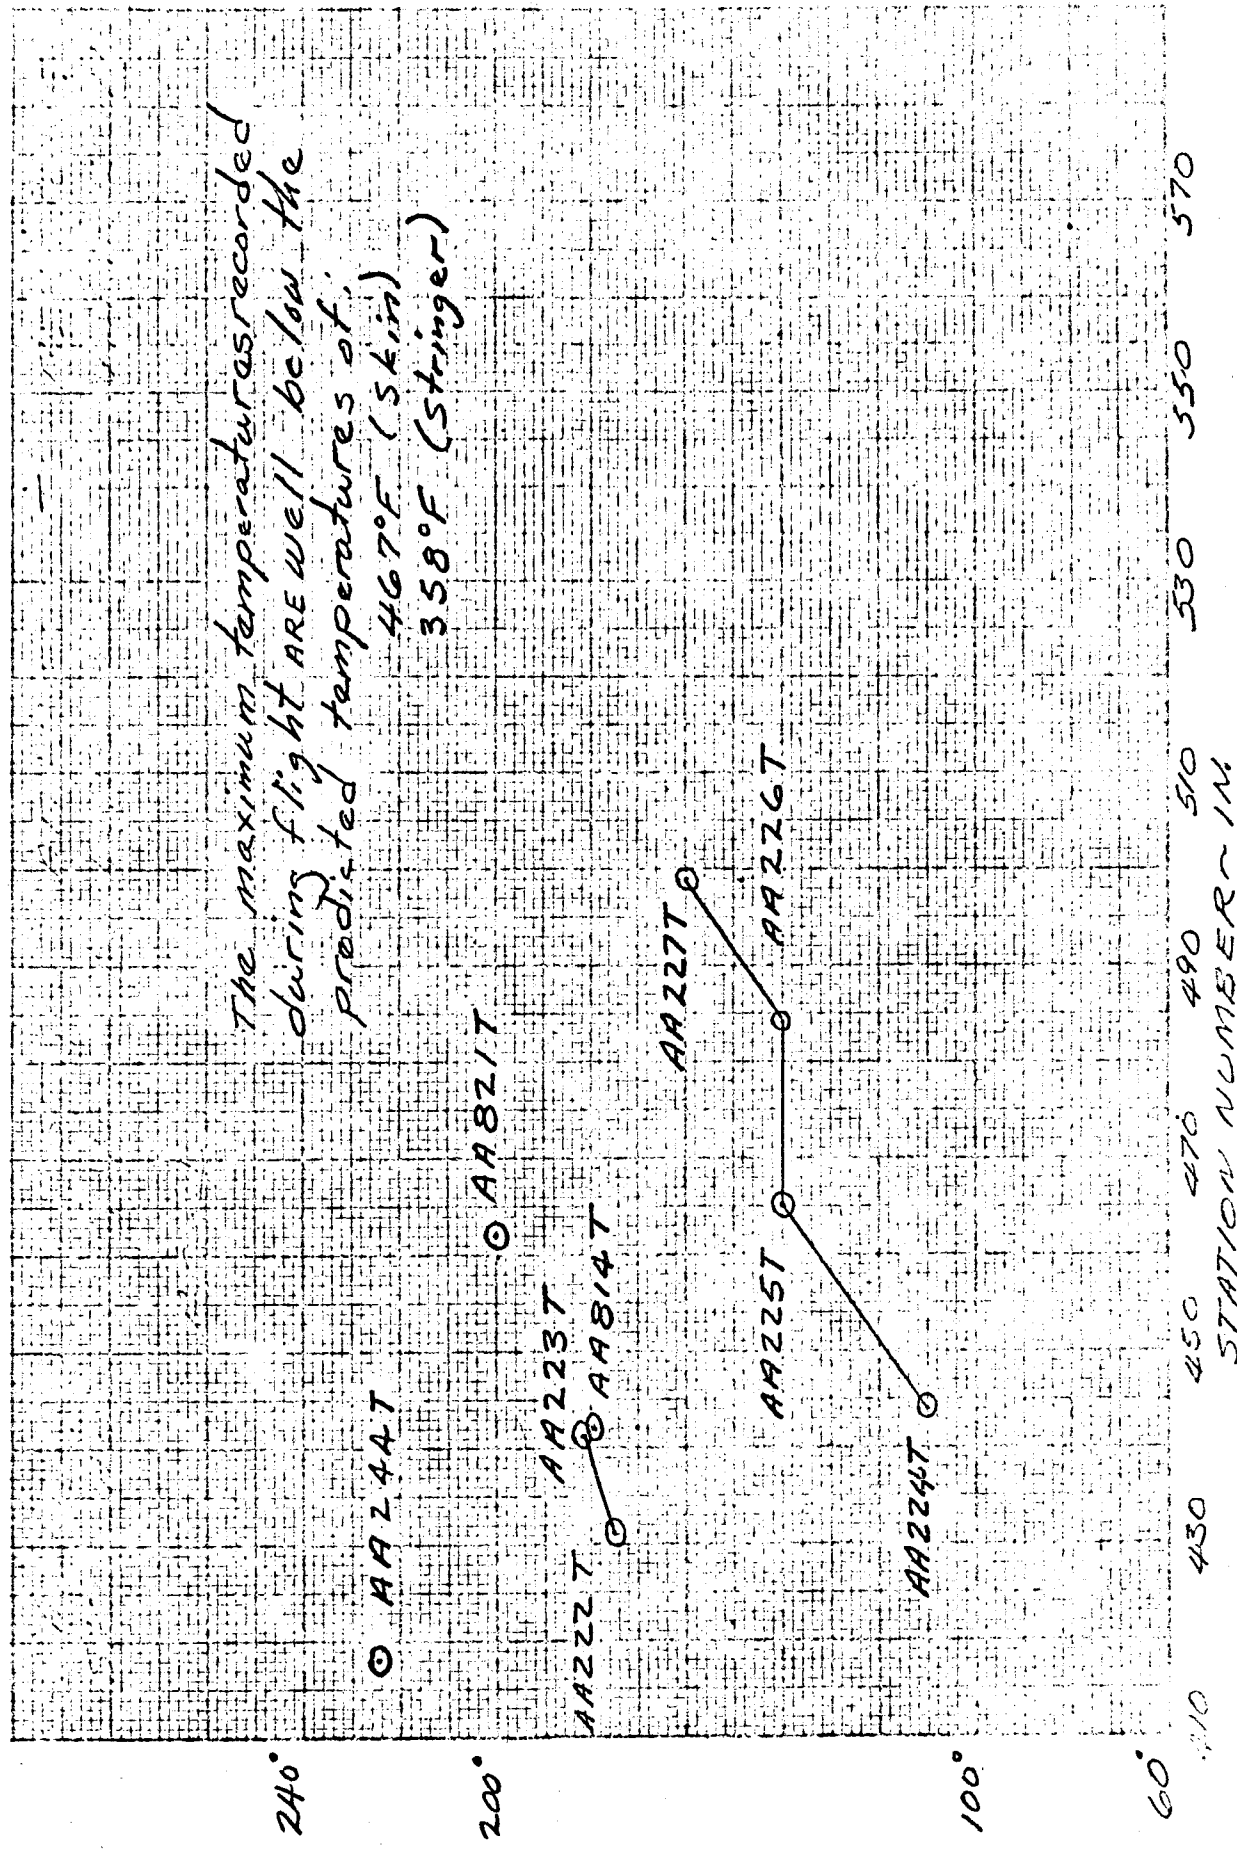 The maximum temperatures recorded
during flight ARE well below the
predicted temperatures of:
467°F (skin)
358°F (stringer)
240°
AA244T
200°
AA821T
AA223T
AA814T
AA222T
AA227T
AA226T
AA225T
AA224T
100°
60°
410 430 450 470 490 510 530 550 570
STATION NUMBER ~ IN.